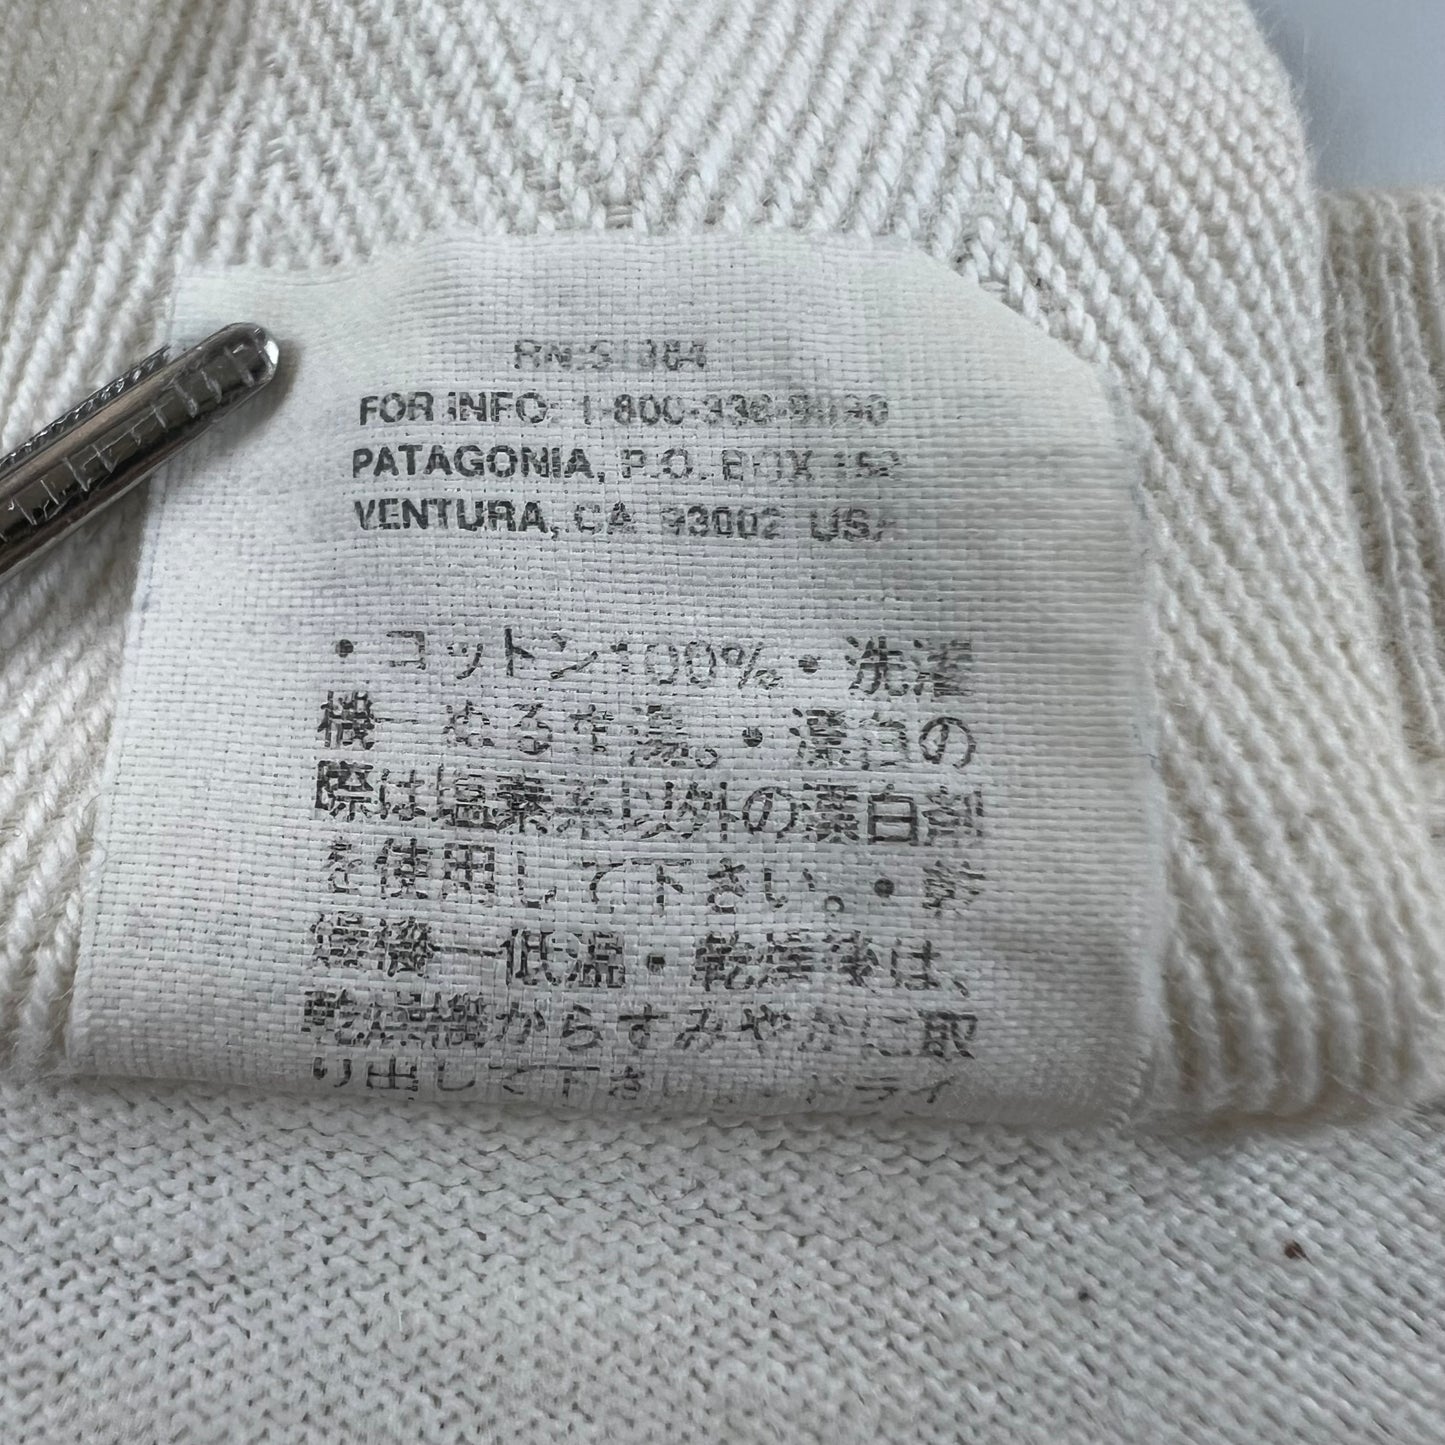 RN 51884
FOR INFO: 1-800-336-9090
PATAGONIA, P.O. BOX 152
VENTURA, CA 93002 USA
・コットン100%・洗濯
機—ぬるま湯。・漂白の
際は塩素系以外の漂白剤
を使用して下さい。・乾
燥機—低温・乾燥後は、
乾燥機からすみやかに取
り出して下さい。・ドライ